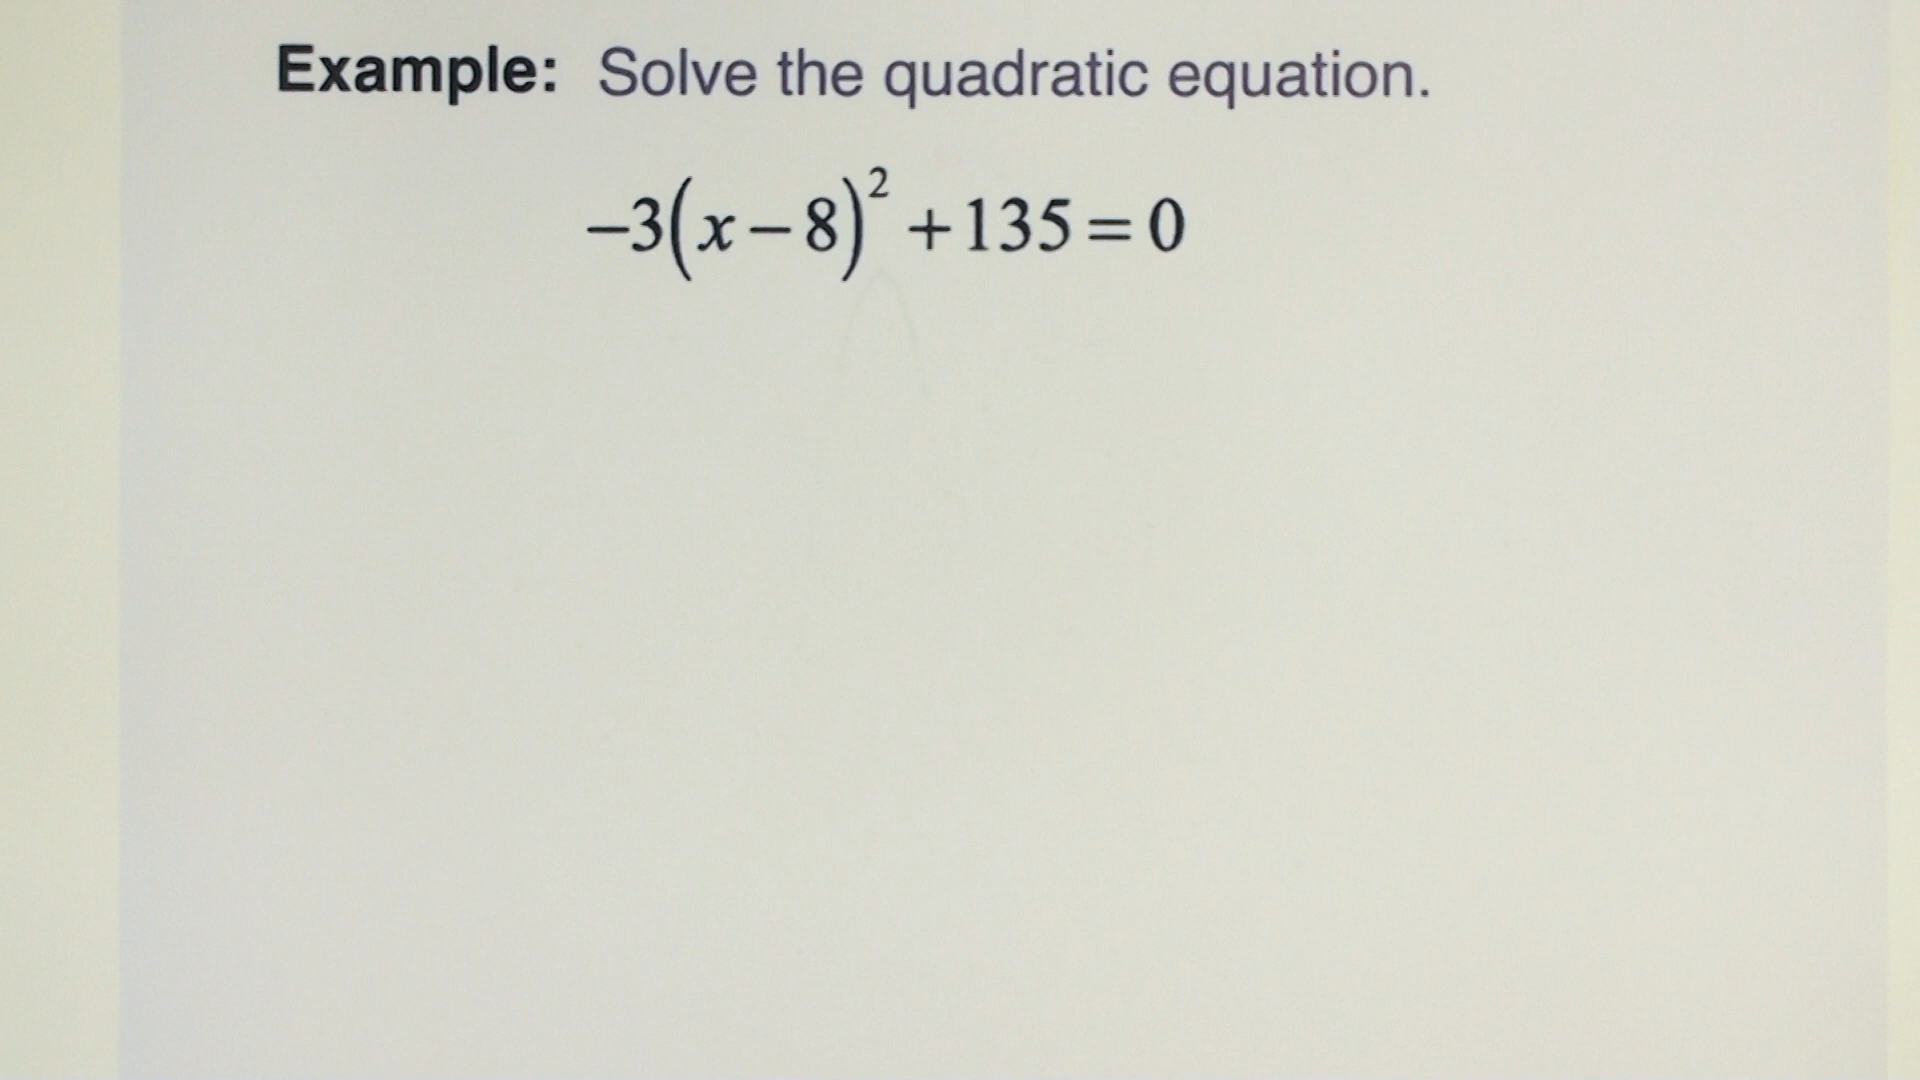 Example: Solve the quadratic equation.
−3(x−8)² +135=0